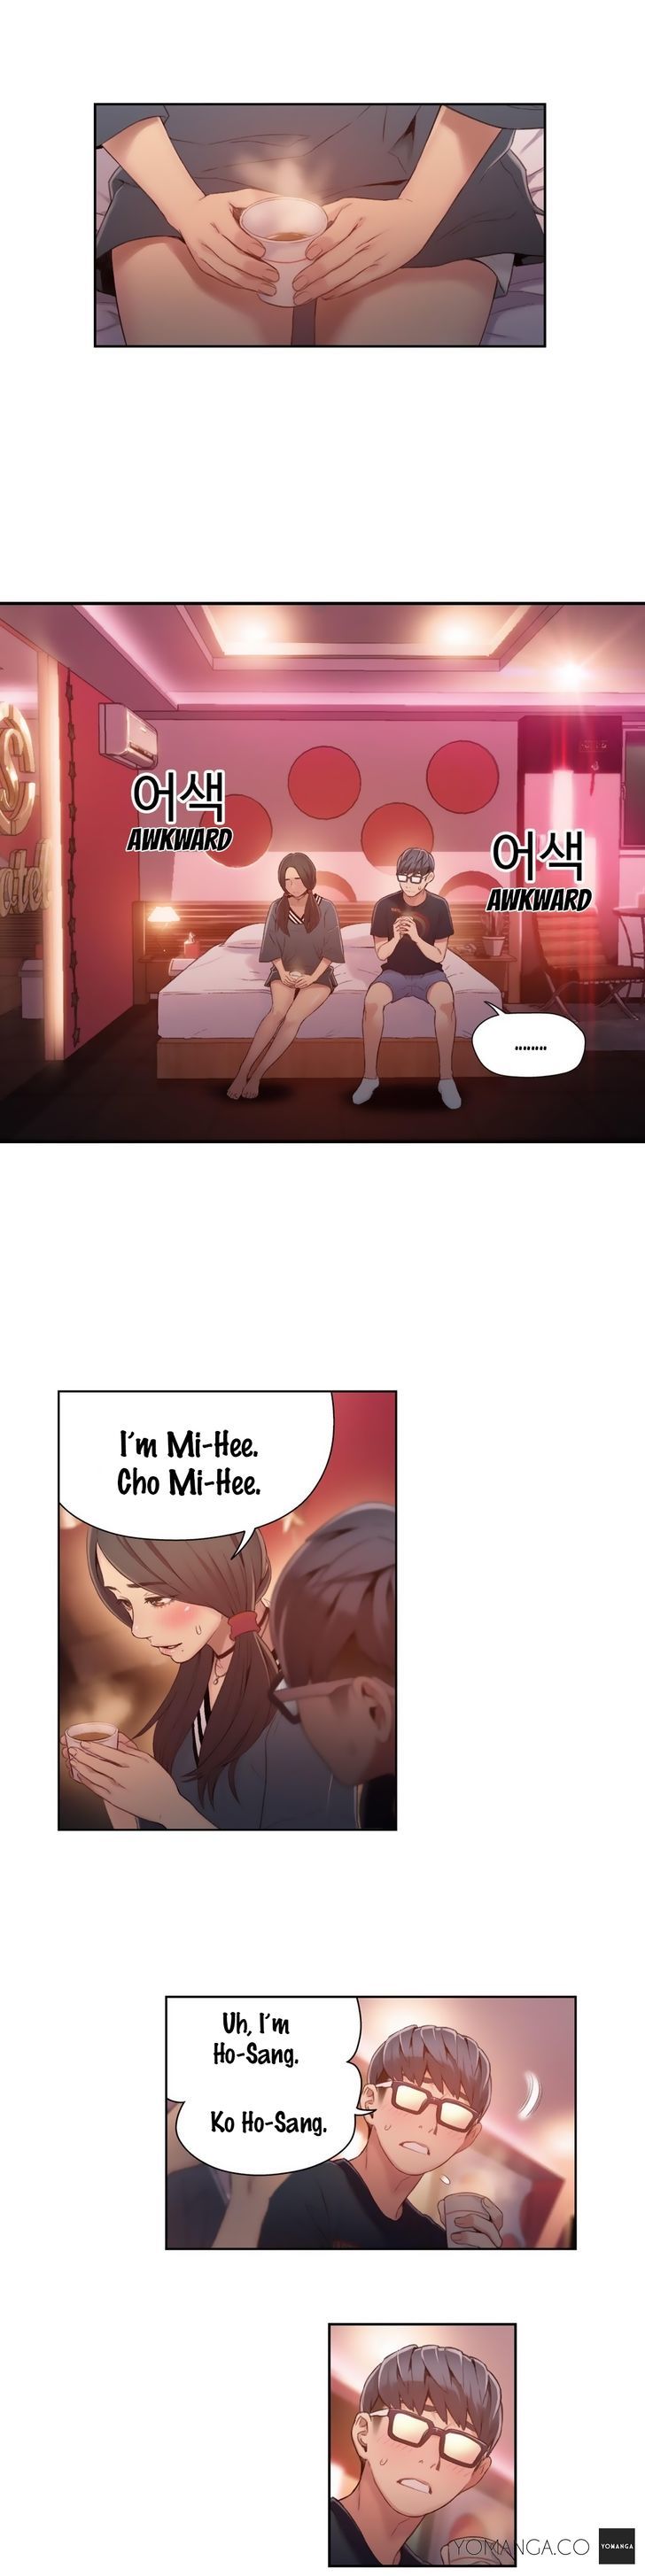 어색
AWKWARD
어색
AWKWARD
S
otel
........
I'm Mi-Hee.
Cho Mi-Hee.
Uh, I'm
Ho-Sang.
Ko Ho-Sang.
YOMANGA.CO
YOMANGA